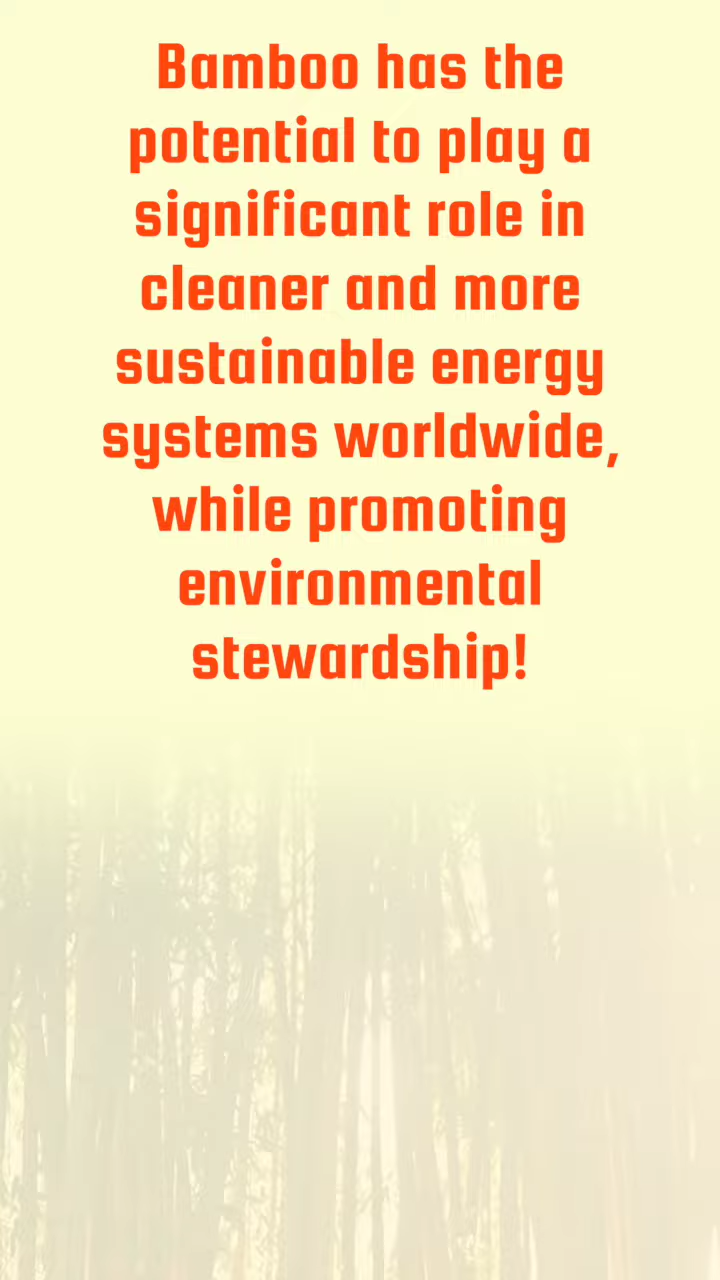 Bamboo has the
potential to play a
significant role in
cleaner and more
sustainable energy
systems worldwide,
while promoting
environmental
stewardship!